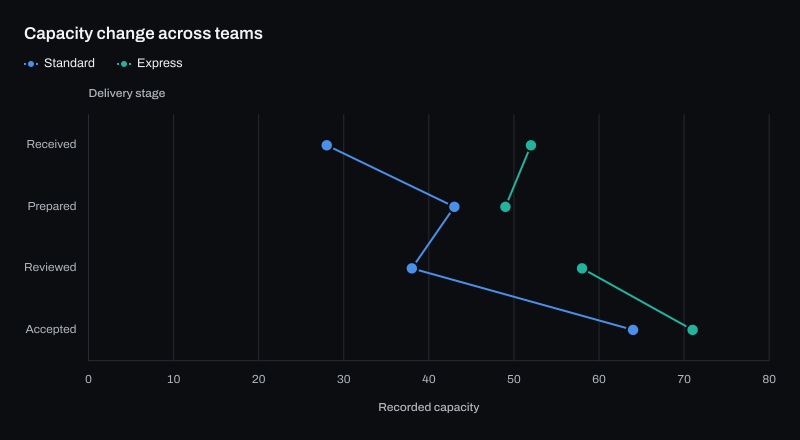 Capacity change across teams
Standard Express
Delivery stage
Received
Prepared
Reviewed
Accepted
0 10 20 30 40 50 60 70 80
Recorded capacity